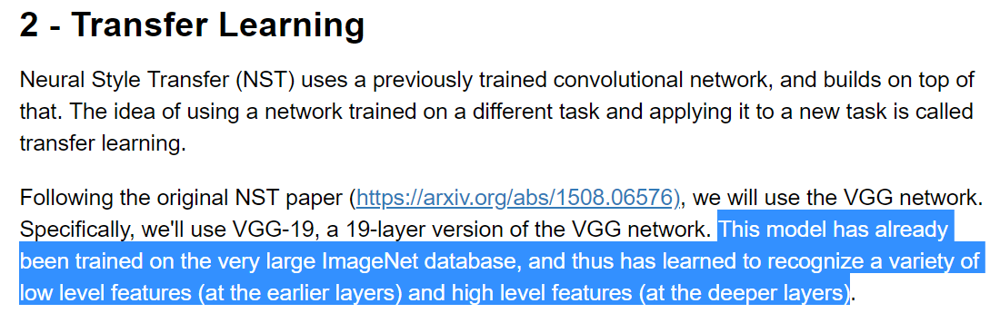 2 - Transfer Learning
Neural Style Transfer (NST) uses a previously trained convolutional network, and builds on top of
that. The idea of using a network trained on a different task and applying it to a new task is called
transfer learning.
Following the original NST paper (https://arxiv.org/abs/1508.06576), we will use the VGG network.
Specifically, we'll use VGG-19, a 19-layer version of the VGG network. This model has already
been trained on the very large ImageNet database, and thus has learned to recognize a variety of
low level features (at the earlier layers) and high level features (at the deeper layers).